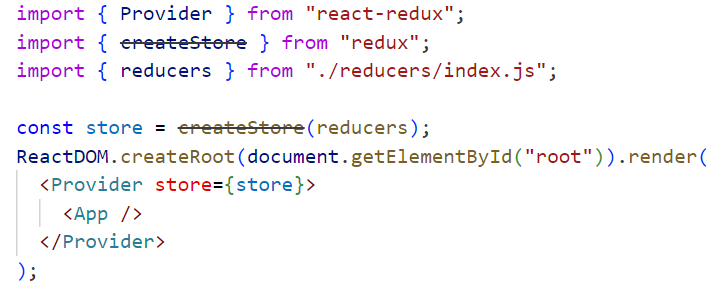 import { Provider } from "react-redux";
import { createStore } from "redux";
import { reducers } from "./reducers/index.js";
const store = createStore(reducers);
ReactDOM.createRoot(document.getElementById("root")).render(
<Provider store={store}>
<App />
</Provider>
);